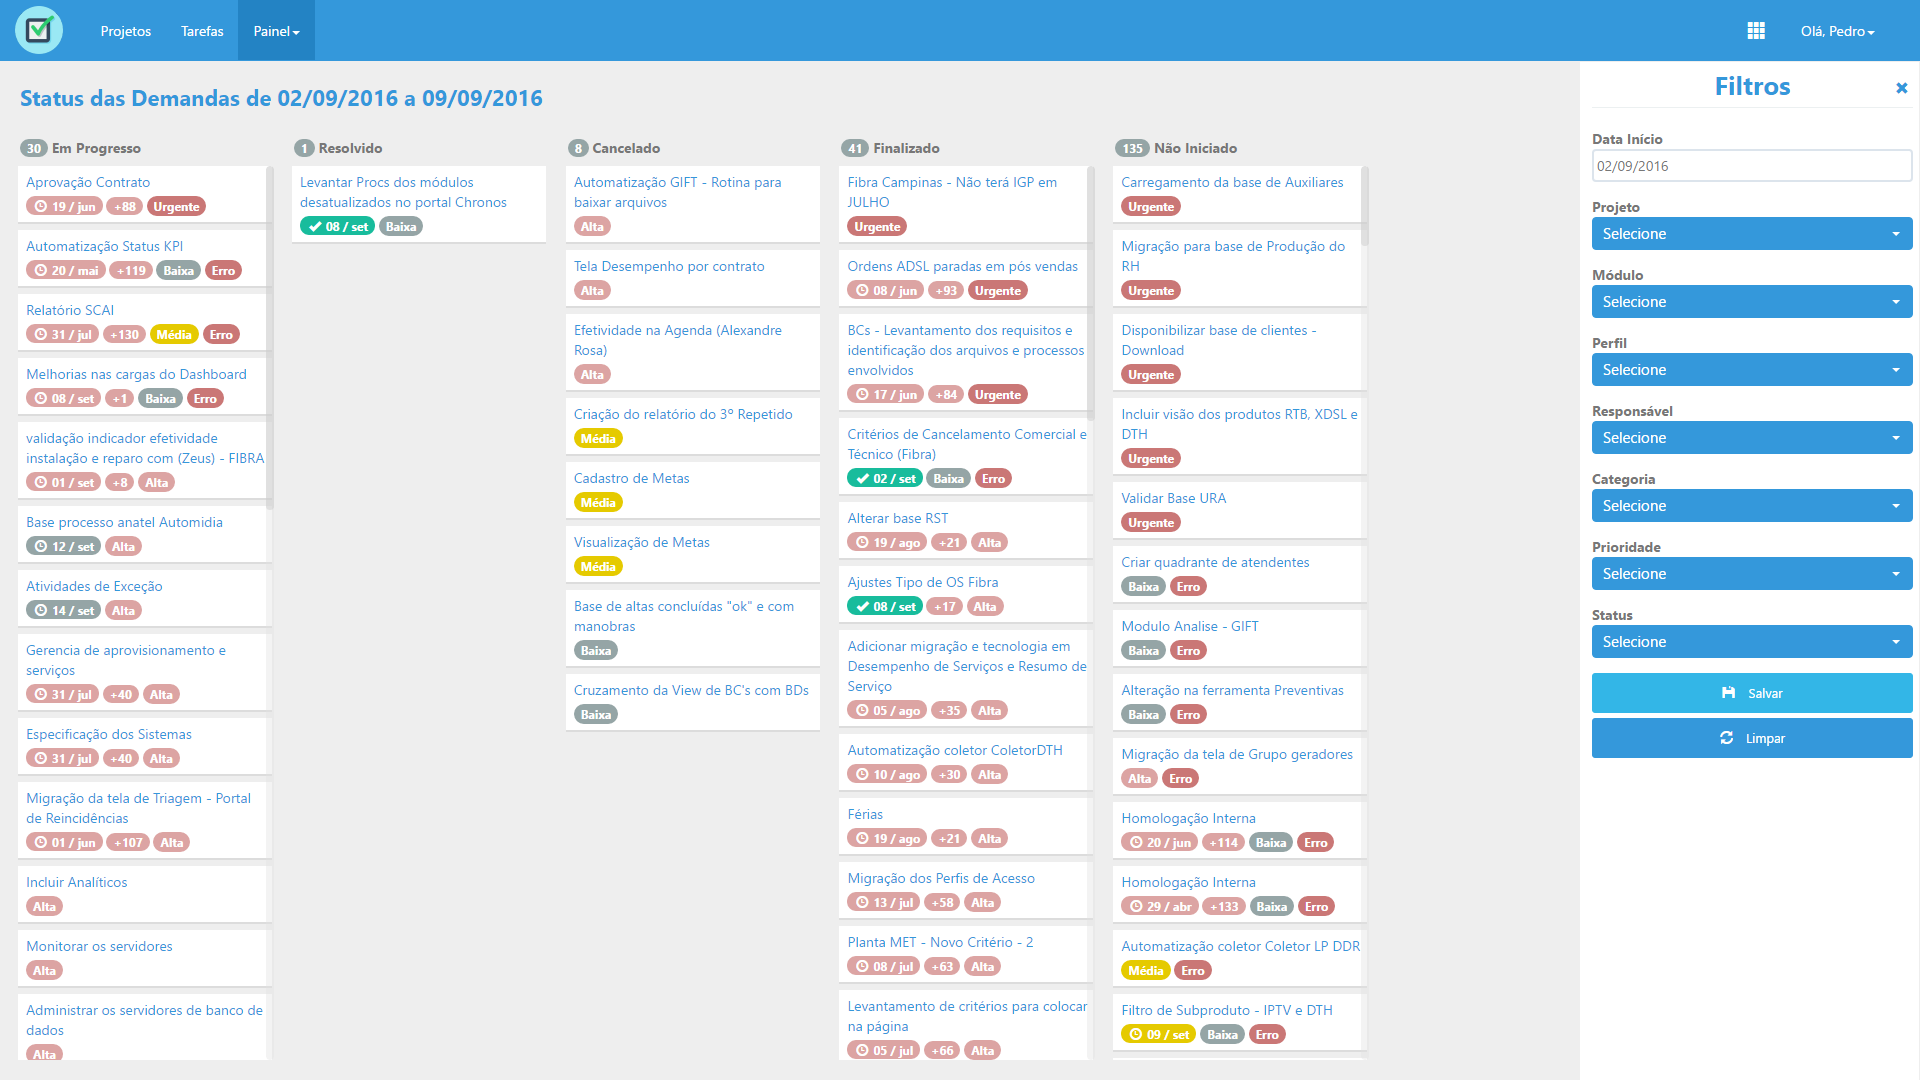 Projetos
Tarefas
Painel
Olá, Pedro
Status das Demandas de 02/09/2016 a 09/09/2016
30 Em Progresso
Aprovação Contrato
19 / jun +88 Urgente
Automatização Status KPI
20 / mai +119 Baixa Erro
Relatório SCAI
31 / jul +130 Média Erro
Melhorias nas cargas do Dashboard
08 / set +1 Baixa Erro
validação indicador efetividade
instalação e reparo com (Zeus) - FIBRA
01 / set +8 Alta
Base processo anatel Automidia
12 / set Alta
Atividades de Exceção
14 / set Alta
Gerencia de aprovisionamento e
serviços
31 / jul +40 Alta
Especificação dos Sistemas
31 / jul +40 Alta
Migração da tela de Triagem - Portal
de Reincidências
01 / jun +107 Alta
Incluir Analíticos
Alta
Monitorar os servidores
Alta
Administrar os servidores de banco de
dados
Alta
1 Resolvido
Levantar Procs dos módulos
desatualizados no portal Chronos
08 / set Baixa
8 Cancelado
Automatização GIFT - Rotina para
baixar arquivos
Alta
Tela Desempenho por contrato
Alta
Efetividade na Agenda (Alexandre
Rosa)
Alta
Criação do relatório do 3º Repetido
Média
Cadastro de Metas
Média
Visualização de Metas
Média
Base de altas concluídas "ok" e com
manobras
Baixa
Cruzamento da View de BC's com BDs
Baixa
41 Finalizado
Fibra Campinas - Não terá IGP em
JULHO
Urgente
Ordens ADSL paradas em pós vendas
08 / jun +93 Urgente
BCs - Levantamento dos requisitos e
identificação dos arquivos e processos
envolvidos
17 / jun +84 Urgente
Critérios de Cancelamento Comercial e
Técnico (Fibra)
02 / set Baixa Erro
Alterar base RST
19 / ago +21 Alta
Ajustes Tipo de OS Fibra
08 / set +17 Alta
Adicionar migração e tecnologia em
Desempenho de Serviços e Resumo de
Serviço
05 / ago +35 Alta
Automatização coletor ColetorDTH
10 / ago +30 Alta
Férias
19 / ago +21 Alta
Migração dos Perfis de Acesso
13 / jul +58 Alta
Planta MET - Novo Critério - 2
08 / jul +63 Alta
Levantamento de critérios para colocar
na página
05 / jul +66 Alta
135 Não Iniciado
Carregamento da base de Auxiliares
Urgente
Migração para base de Produção do
RH
Urgente
Disponibilizar base de clientes -
Download
Urgente
Incluir visão dos produtos RTB, XDSL e
DTH
Urgente
Validar Base URA
Urgente
Criar quadrante de atendentes
Baixa Erro
Modulo Analise - GIFT
Baixa Erro
Alteração na ferramenta Preventivas
Baixa Erro
Migração da tela de Grupo geradores
Alta Erro
Homologação Interna
20 / jun +114 Baixa Erro
Homologação Interna
29 / abr +133 Baixa Erro
Automatização coletor Coletor LP DDR
Média Erro
Filtro de Subproduto - IPTV e DTH
09 / set Baixa Erro
Filtros
Data Início
02/09/2016
Projeto
Selecione
Módulo
Selecione
Perfil
Selecione
Responsável
Selecione
Categoria
Selecione
Prioridade
Selecione
Status
Selecione
Salvar
Limpar